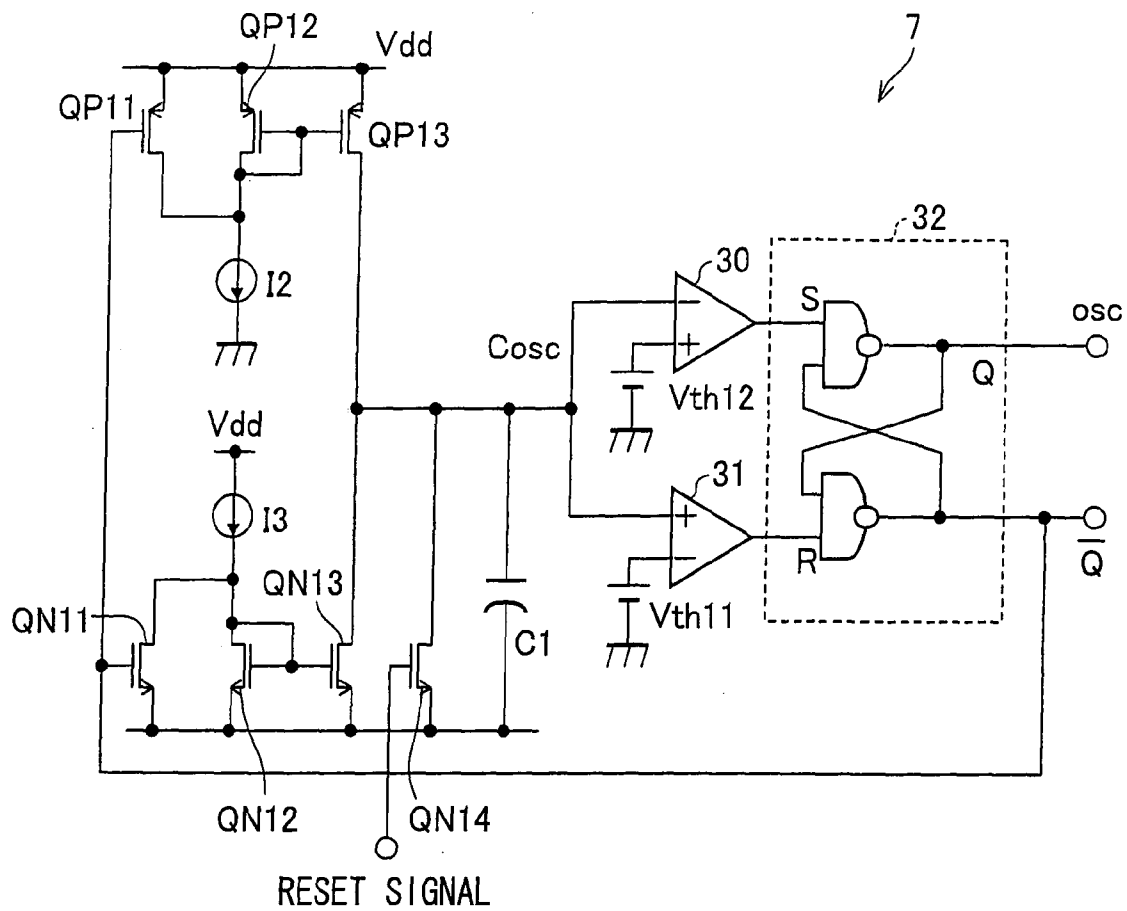 7
QP12
Vdd
QP11
QP13
I2
32
30
S
osc
Cosc
Q
Vth12
Vdd
31
I3
R
Q̅
QN13
QN11
Vth11
C1
QN12
QN14
RESET SIGNAL